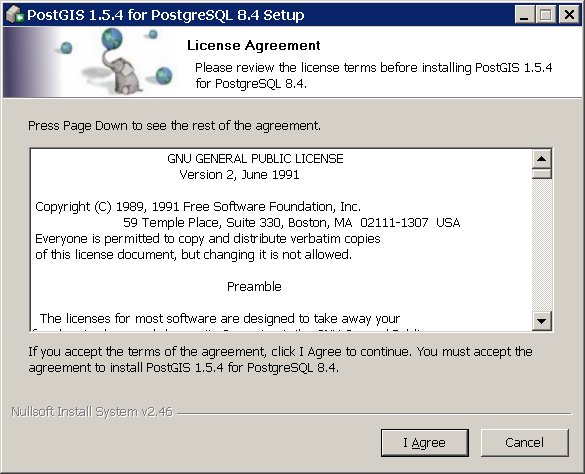 PostGIS 1.5.4 for PostgreSQL 8.4 Setup
License Agreement
Please review the license terms before installing PostGIS 1.5.4
for PostgreSQL 8.4.
Press Page Down to see the rest of the agreement.
GNU GENERAL PUBLIC LICENSE
Version 2, June 1991
Copyright (C) 1989, 1991 Free Software Foundation, Inc.
59 Temple Place, Suite 330, Boston, MA  02111-1307  USA
Everyone is permitted to copy and distribute verbatim copies
of this license document, but changing it is not allowed.
Preamble
The licenses for most software are designed to take away your
If you accept the terms of the agreement, click I Agree to continue. You must accept the
agreement to install PostGIS 1.5.4 for PostgreSQL 8.4.
Nullsoft Install System v2.46
I Agree
Cancel